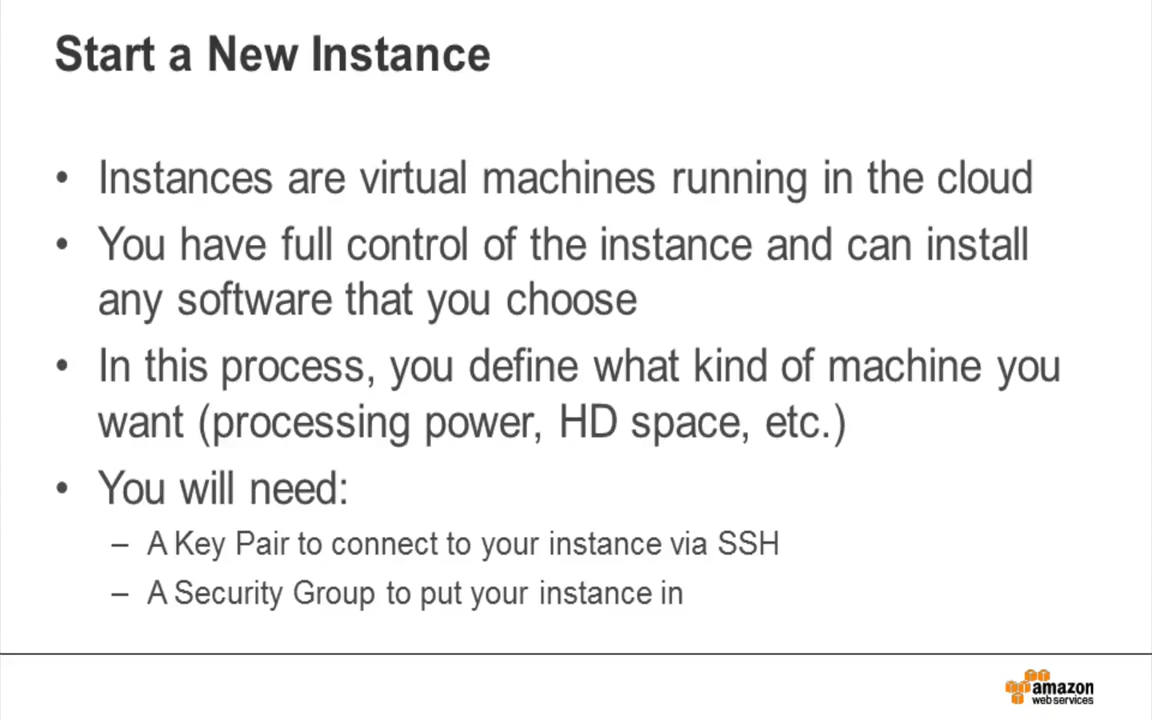 Start a New Instance
• Instances are virtual machines running in the cloud
• You have full control of the instance and can install
any software that you choose
• In this process, you define what kind of machine you
want (processing power, HD space, etc.)
• You will need:
– A Key Pair to connect to your instance via SSH
– A Security Group to put your instance in
amazon
web services